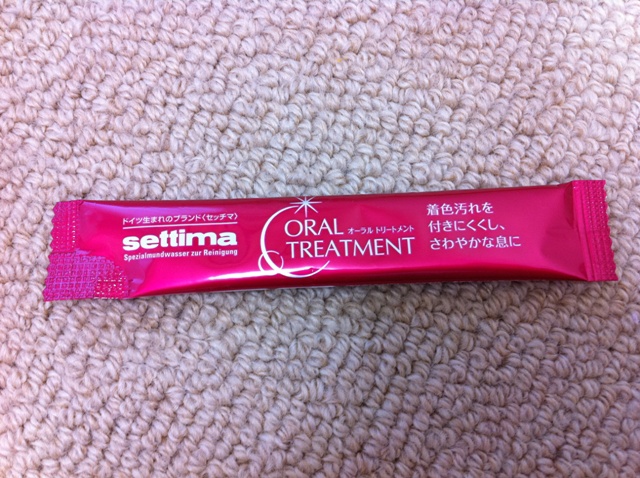 ドイツ生まれのブランド〈セッチマ〉
settima
Spezialmundwasser zur Reinigung
ORAL オーラル トリートメント
TREATMENT
着色汚れを
付きにくくし、
さわやかな息に